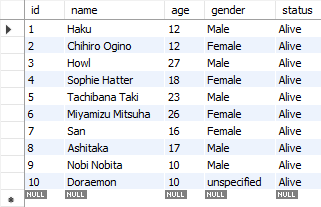 id name age gender status
1 Haku 12 Male Alive
2 Chihiro Ogino 12 Female Alive
3 Howl 27 Male Alive
4 Sophie Hatter 18 Female Alive
5 Tachibana Taki 23 Male Alive
6 Miyamizu Mitsuha 26 Female Alive
7 San 16 Female Alive
8 Ashitaka 17 Male Alive
9 Nobi Nobita 10 Male Alive
10 Doraemon 10 unspecified Alive
NULL NULL NULL NULL NULL